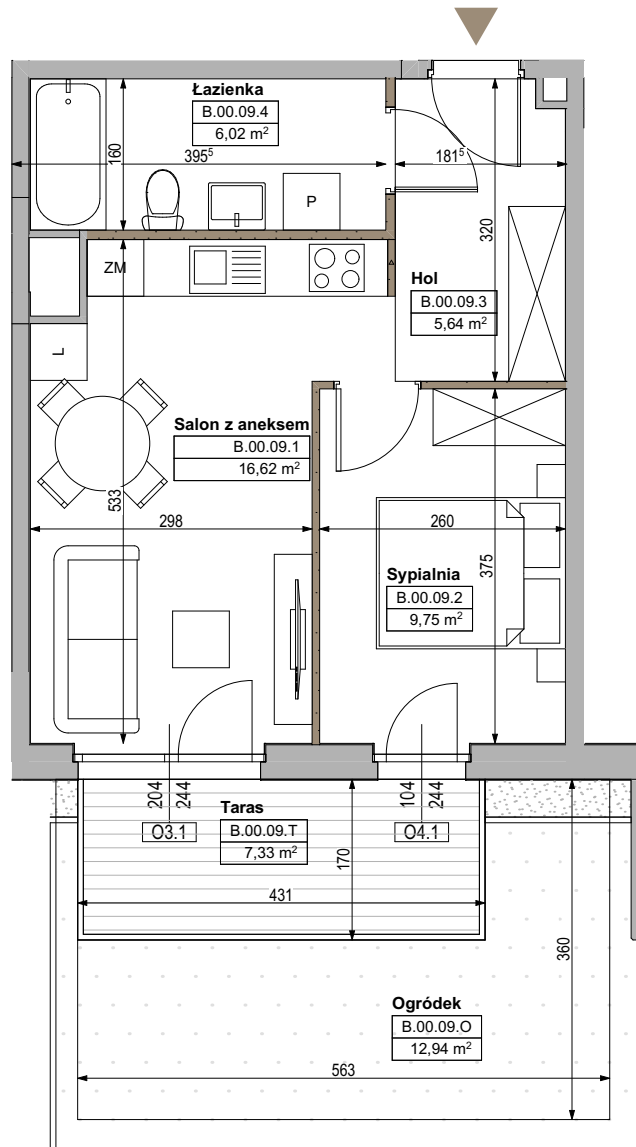 Łazienka
B.00.09.4
6,02 m²
160
395⁵
181⁵
P
ZM
320
Hol
B.00.09.3
5,64 m²
L
Salon z aneksem
B.00.09.1
16,62 m²
533
298
260
375
Sypialnia
B.00.09.2
9,75 m²
204
244
104
244
Taras
B.00.09.T
7,33 m²
O3.1
O4.1
170
431
360
Ogródek
B.00.09.O
12,94 m²
563